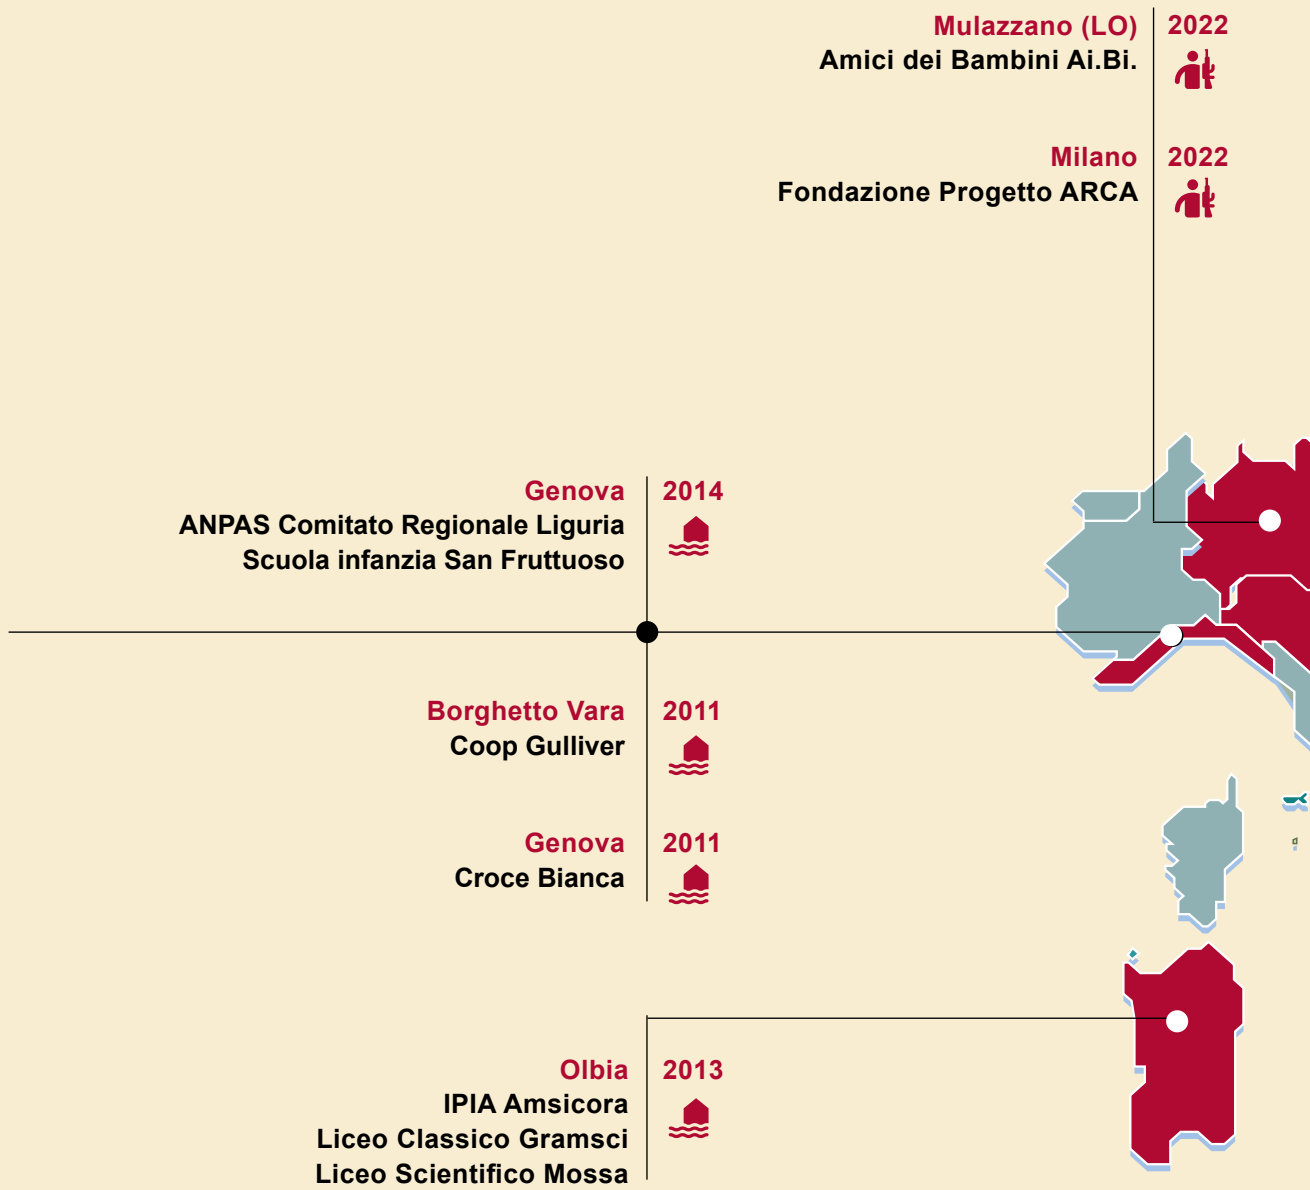 Mulazzano (LO) 2022
Amici dei Bambini Ai.Bi.
Milano 2022
Fondazione Progetto ARCA
Genova 2014
ANPAS Comitato Regionale Liguria
Scuola infanzia San Fruttuoso
Borghetto Vara 2011
Coop Gulliver
Genova 2011
Croce Bianca
Olbia 2013
IPIA Amsicora
Liceo Classico Gramsci
Liceo Scientifico Mossa